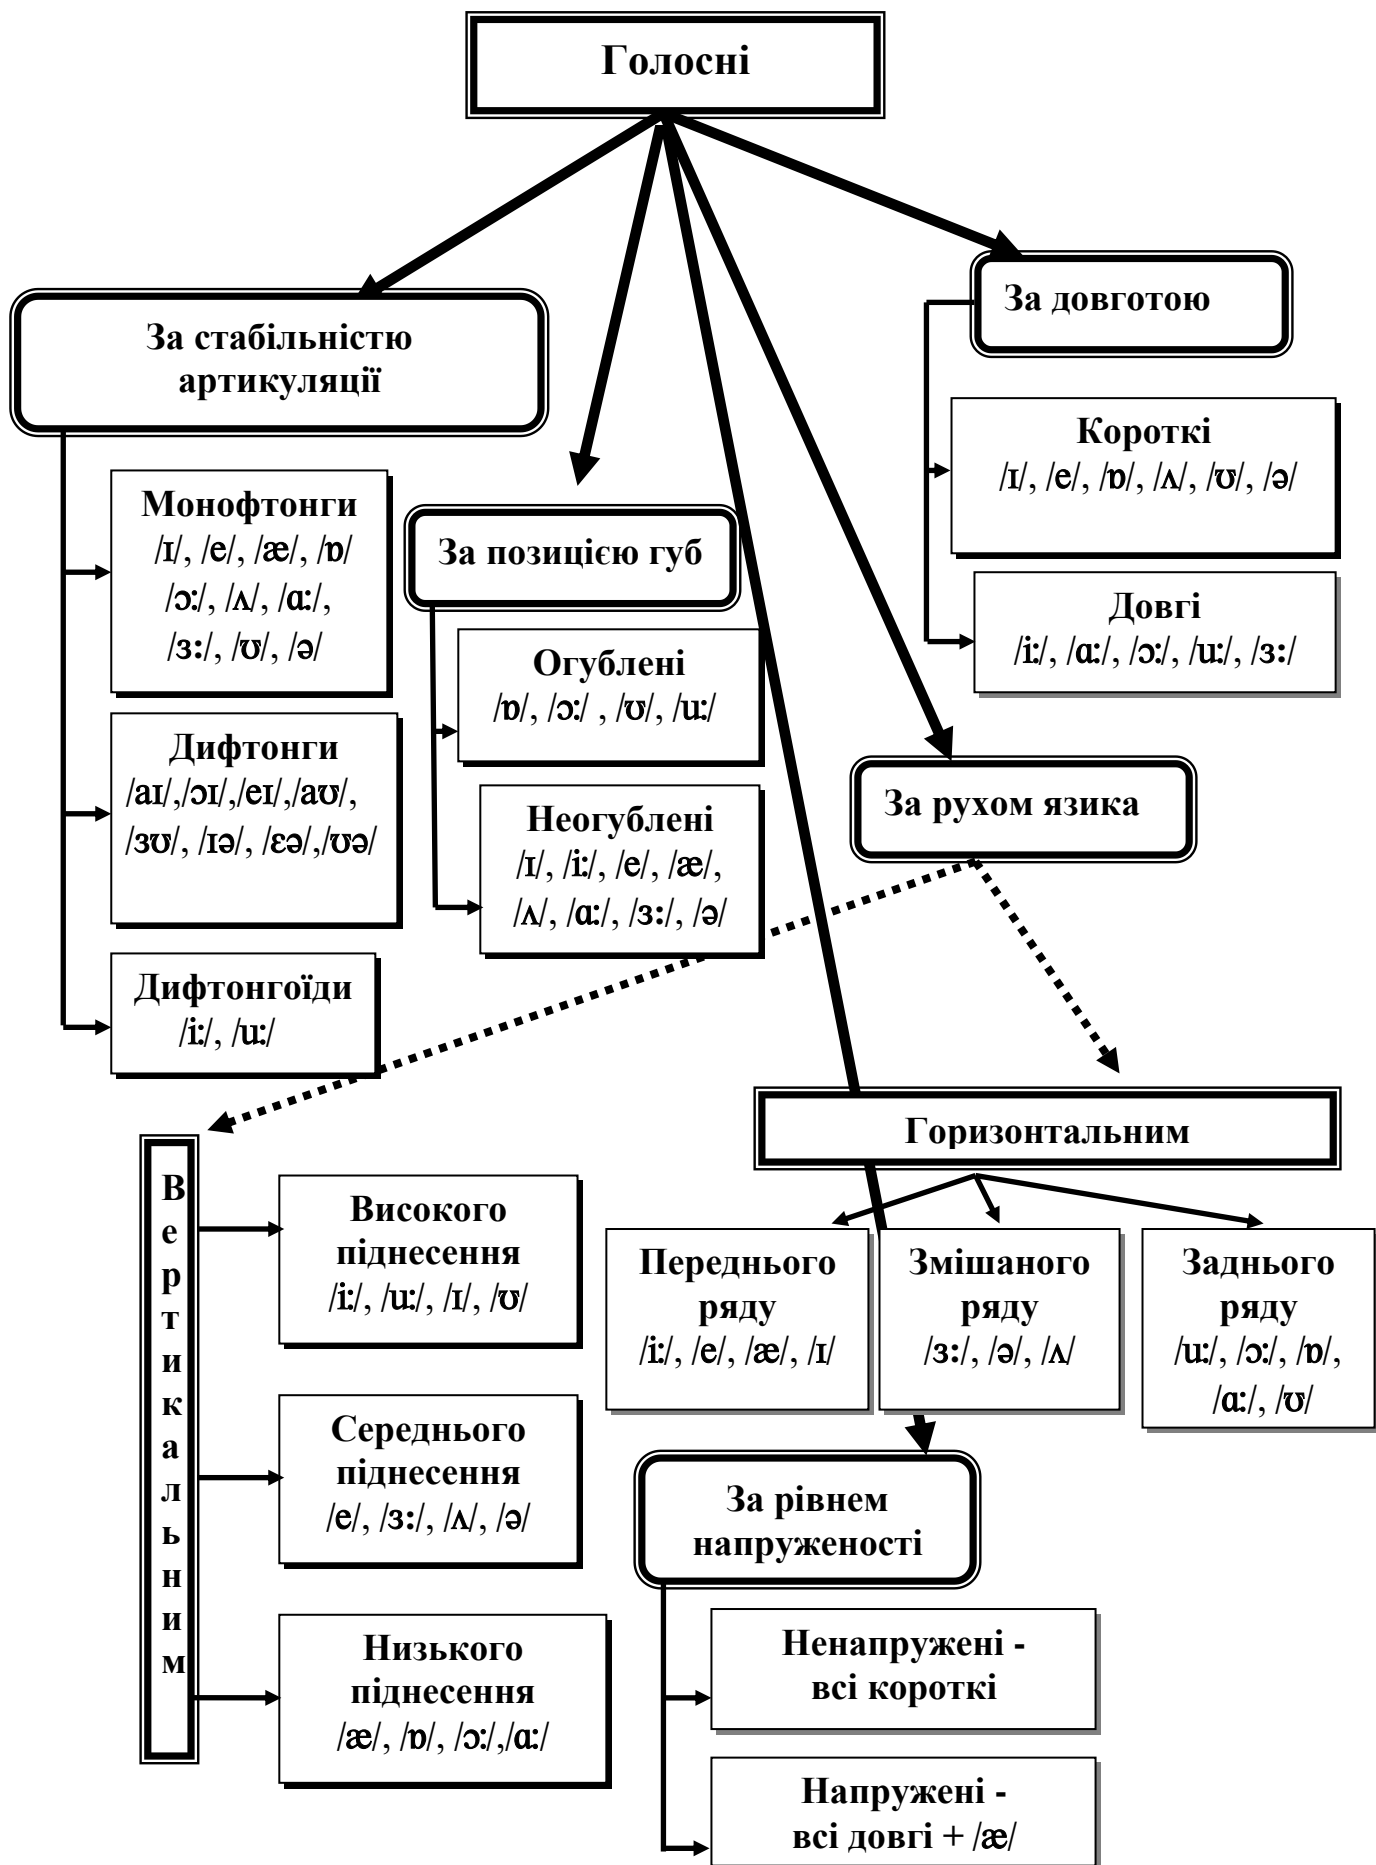 Голосні
За стабільністю
артикуляції
Монофтонги
/ɪ/, /e/, /æ/, /ɒ/
/ɔ:/, /ʌ/, /ɑ:/,
/ɜ:/, /ʊ/, /ə/
Дифтонги
/aɪ/,/ɔɪ/,/eɪ/,/aʊ/,
/ɜʊ/, /ɪə/, /ɛə/,/ʊə/
Дифтонгоїди
/i:/, /u:/
За позицією губ
Огублені
/ɒ/, /ɔ:/ , /ʊ/, /u:/
Неогублені
/ɪ/, /i:/, /e/, /æ/,
/ʌ/, /ɑ:/, /ɜ:/, /ə/
За довготою
Короткі
/ɪ/, /e/, /ɒ/, /ʌ/, /ʊ/, /ə/
Довгі
/i:/, /ɑ:/, /ɔ:/, /u:/, /ɜ:/
За рухом язика
Вертикальним
Високого
піднесення
/i:/, /u:/, /ɪ/, /ʊ/
Середнього
піднесення
/e/, /ɜ:/, /ʌ/, /ə/
Низького
піднесення
/æ/, /ɒ/, /ɔ:/,/ɑ:/
Горизонтальним
Переднього
ряду
/i:/, /e/, /æ/, /ɪ/
Змішаного
ряду
/ɜ:/, /ə/, /ʌ/
Заднього
ряду
/u:/, /ɔ:/, /ɒ/,
/ɑ:/, /ʊ/
За рівнем
напруженості
Ненапружені -
всі короткі
Напружені -
всі довгі + /æ/